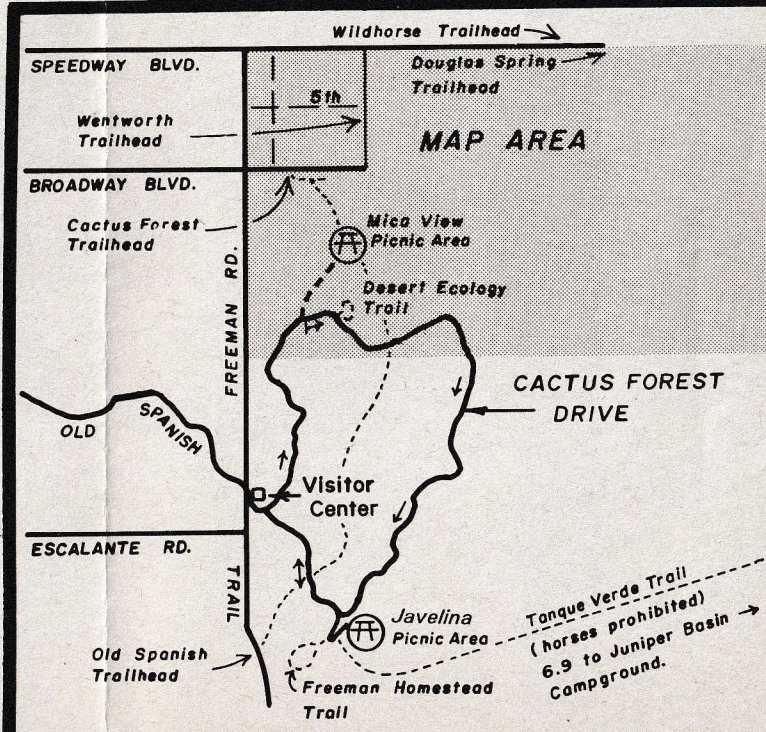 Wildhorse Trailhead
SPEEDWAY BLVD.
Douglas Spring
Trailhead
5th
Wentworth
Trailhead
MAP AREA
BROADWAY BLVD.
Cactus Forest
Trailhead
Mica View
Picnic Area
FREEMAN RD.
Desert Ecology
Trail
CACTUS FOREST
DRIVE
OLD
SPANISH
TRAIL
Visitor
Center
ESCALANTE RD.
Javelina
Picnic Area
Tanque Verde Trail
(horses prohibited)
6.9 to Juniper Basin
Campground.
Old Spanish
Trailhead
Freeman Homestead
Trail